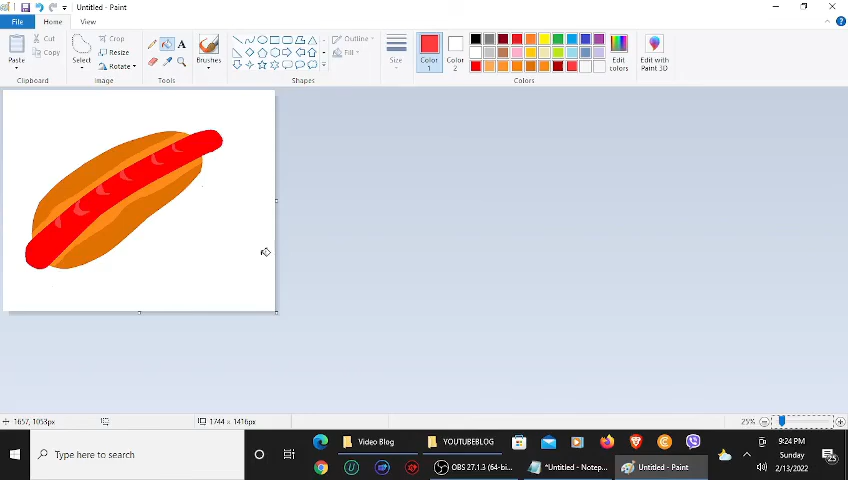 Untitled - Paint
File
Home
View
Paste
Cut
Copy
Clipboard
Select
Crop
Resize
Rotate
Image
A
Tools
Brushes
Shapes
Outline
Fill
Size
Color
1
Color
2
Edit
colors
Colors
Edit with
Paint 3D
1657, 1053px
1744 × 1416px
25%
Type here to search
Video Blog
YOUTUBEBLOG
OBS 27.1.3 (64-bi...
*Untitled - Notep...
Untitled - Paint
9:24 PM
Sunday
2/13/2022